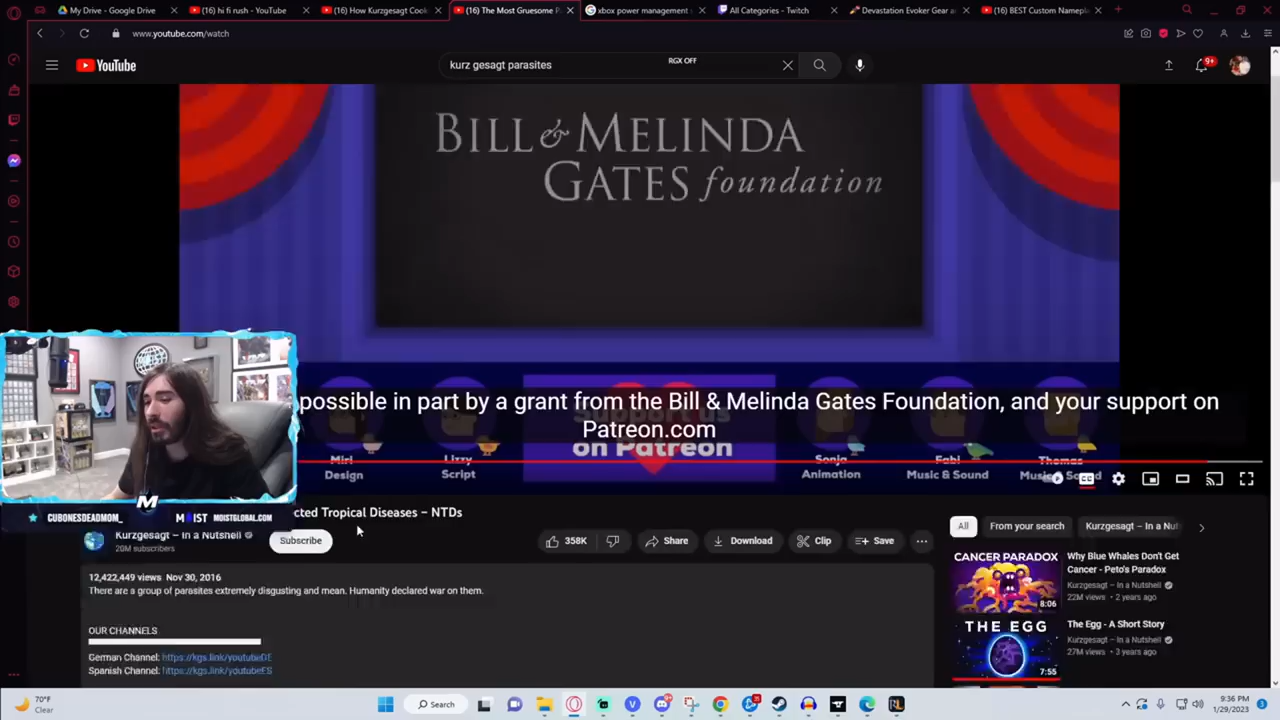 (16) hi fi rush - YouTube
My Drive - Google Drive
(16) How Kurzgesagt Cook
(16) The Most Gruesome P
xbox power management s
All Categories - Twitch
Devastation Evoker Gear an
(16) BEST Custom Namepl
www.youtube.com/watch
YouTube
kurz gesagt parasites
RGX OFF
9+
BILL & MELINDA
GATES foundation
possible in part by a grant from the Bill & Melinda Gates Foundation, and your support on
Patreon.com
on Patreon
Miri
Design
Lizzy
Script
Sonja
Animation
Fabi
Music & Sound
Thomas
CUBONESDEADMOM_
M
MOIST MOISTGLOBAL.COM
cted Tropical Diseases – NTDs
Kurzgesagt – In a Nutshell
20M subscribers
Subscribe
358K
Share
Download
Clip
Save
12,422,449 views Nov 30, 2016
There are a group of parasites extremely disgusting and mean. Humanity declared war on them.
OUR CHANNELS
German Channel: https://kgs.link/youtubeDE
Spanish Channel: https://kgs.link/youtubeES
All
From your search
Kurzgesagt – In a Nut
CANCER PARADOX
8:06
Why Blue Whales Don't Get
Cancer - Peto's Paradox
Kurzgesagt – In a Nutshell
22M views • 2 years ago
THE EGG
7:55
The Egg - A Short Story
Kurzgesagt – In a Nutshell
27M views • 3 years ago
70°F
Clear
Search
9:36 PM
1/29/2023